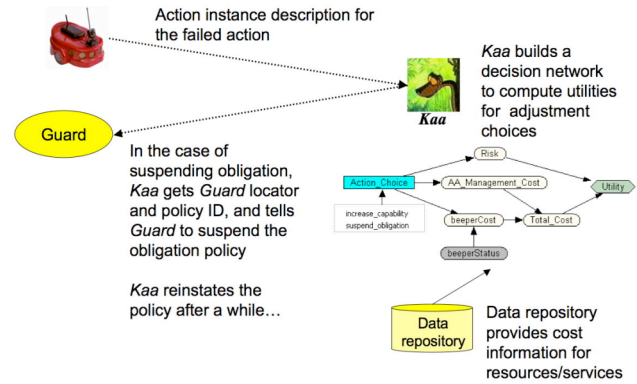 Action instance description for
the failed action
Kaa builds a
decision network
to compute utilities
for adjustment
choices
Kaa
Guard
In the case of
suspending obligation,
Kaa gets Guard locator
and policy ID, and tells
Guard to suspend the
obligation policy
Kaa reinstates the
policy after a while…
Risk
Action_Choice
AA_Management_Cost
Utility
increase_capability
suspend_obligation
beeperCost
Total_Cost
beeperStatus
Data
repository
Data repository
provides cost
information for
resources/services